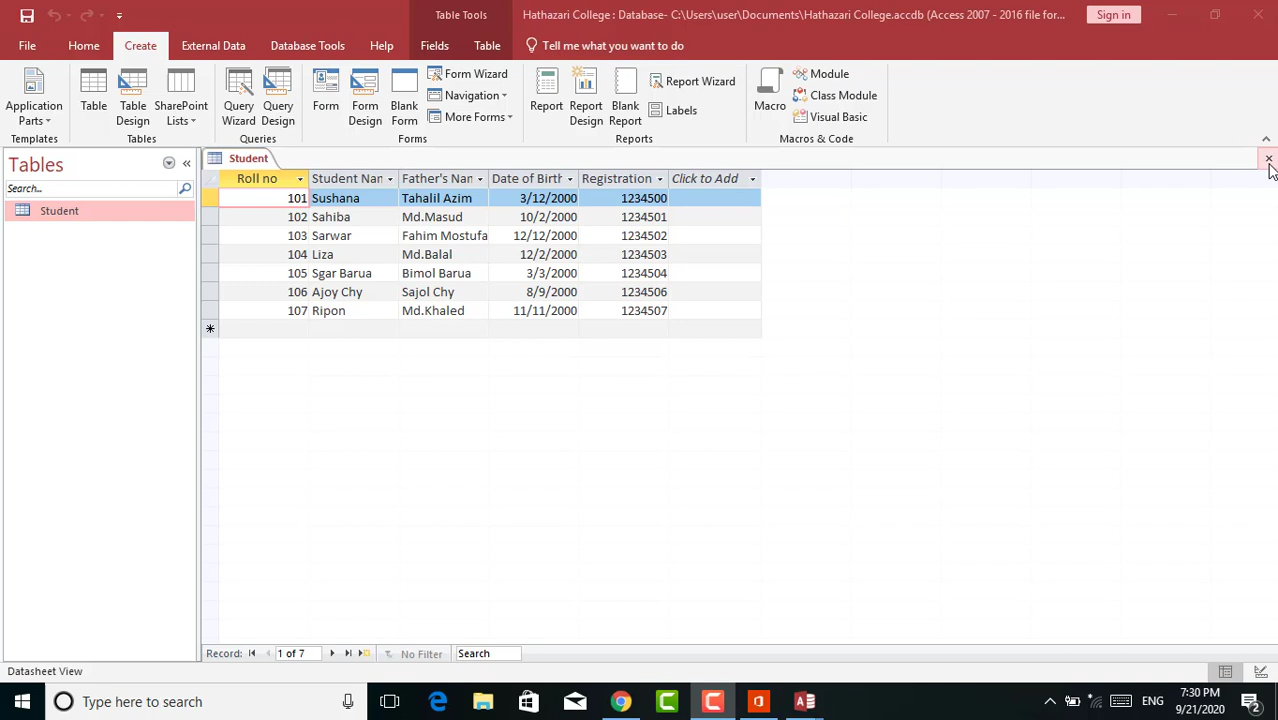 Table Tools
Hathazari College : Database- C:\Users\user\Documents\Hathazari College.accdb (Access 2007 - 2016 file for...
Sign in
File Home Create External Data Database Tools Help Fields Table Tell me what you want to do
Application Parts
Table
Table Design
SharePoint Lists
Query Wizard
Query Design
Form
Form Design
Blank Form
Form Wizard
Navigation
More Forms
Report
Report Design
Blank Report
Report Wizard
Labels
Macro
Module
Class Module
Visual Basic
Templates Tables Queries Forms Reports Macros & Code
Tables
Search...
Student
Student
Roll no Student Nan Father's Nan Date of Birth Registration Click to Add
101 Sushana Tahalil Azim 3/12/2000 1234500
102 Sahiba Md.Masud 10/2/2000 1234501
103 Sarwar Fahim Mostufa 12/12/2000 1234502
104 Liza Md.Balal 12/2/2000 1234503
105 Sgar Barua Bimol Barua 3/3/2000 1234504
106 Ajoy Chy Sajol Chy 8/9/2000 1234506
107 Ripon Md.Khaled 11/11/2000 1234507
Record: 1 of 7 No Filter Search
Datasheet View
Type here to search
ENG
7:30 PM
9/21/2020
2